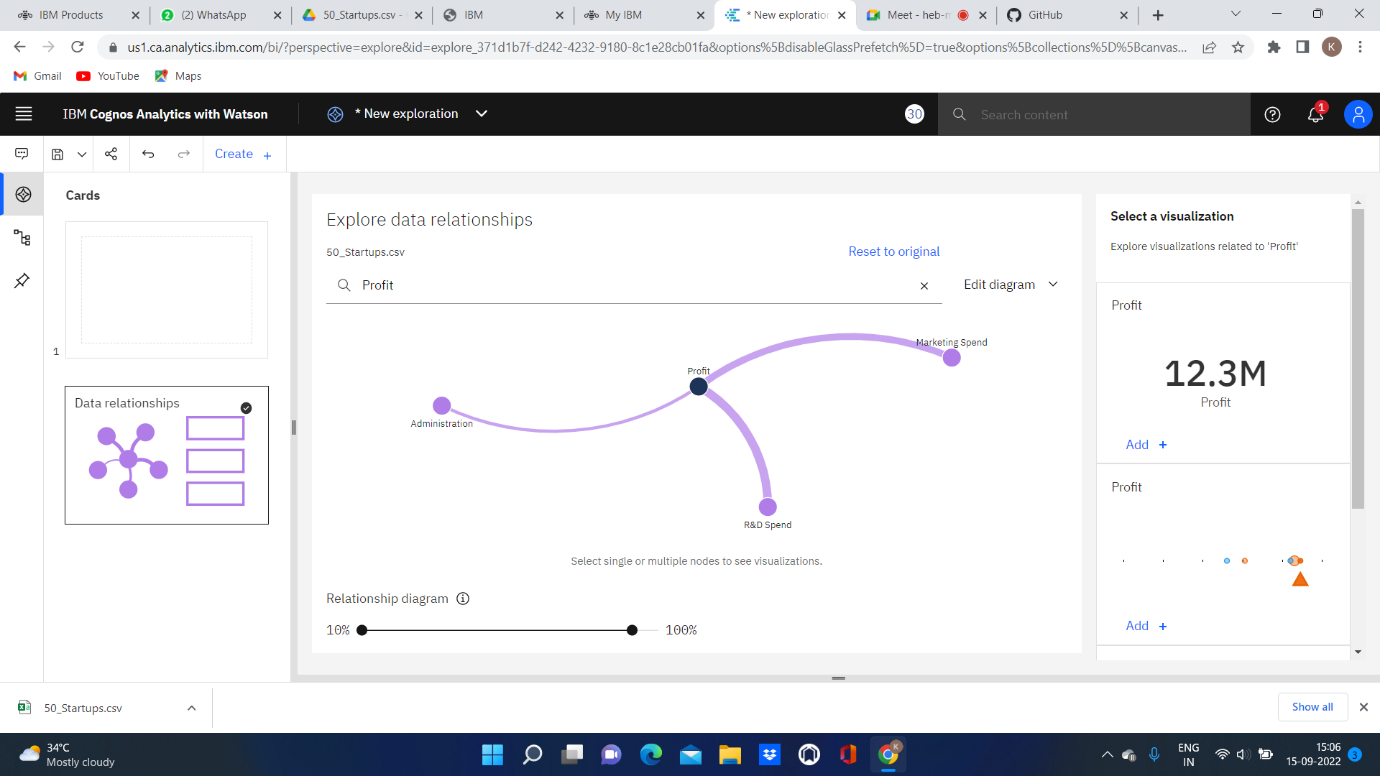 IBM Products
(2) WhatsApp
50_Startups.csv -
IBM
My IBM
* New exploration
Meet - heb-
GitHub
us1.ca.analytics.ibm.com/bi/?perspective=explore&id=explore_371d1b7f-d242-4232-9180-8c1e28cb01fa&options%5BdisableGlassPrefetch%5D=true&options%5Bcollections%5D%5Bcanvas...
K
Gmail
YouTube
Maps
IBM Cognos Analytics with Watson
* New exploration
30
Search content
1
Create +
Cards
1
Data relationships
Explore data relationships
50_Startups.csv
Reset to original
Profit
Edit diagram
Marketing Spend
Profit
Administration
R&D Spend
Select single or multiple nodes to see visualizations.
Relationship diagram
10%
100%
Select a visualization
Explore visualizations related to 'Profit'
Profit
12.3M
Profit
Add +
Profit
Add +
50_Startups.csv
Show all
34°C
Mostly cloudy
K
ENG
IN
15:06
15-09-2022
3